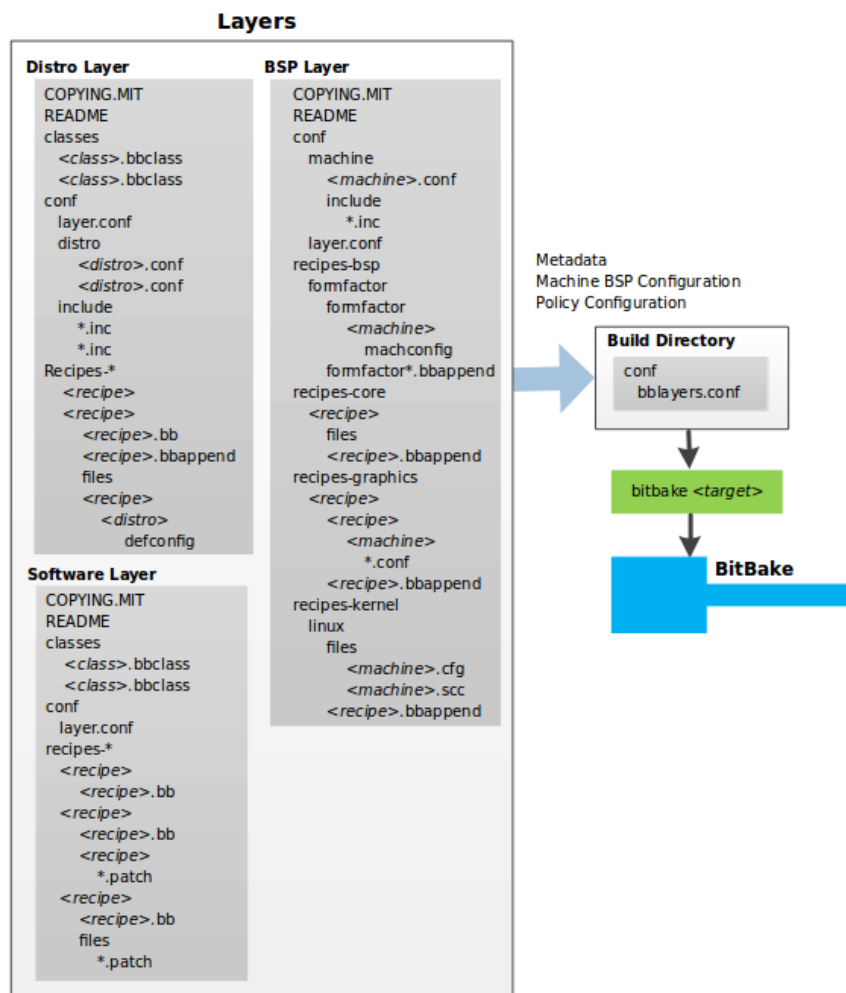 Layers
Distro Layer
COPYING.MIT
README
classes
<class>.bbclass
<class>.bbclass
conf
layer.conf
distro
<distro>.conf
<distro>.conf
include
*.inc
*.inc
Recipes-*
<recipe>
<recipe>
<recipe>.bb
<recipe>.bbappend
files
<recipe>
<distro>
defconfig
Software Layer
COPYING.MIT
README
classes
<class>.bbclass
<class>.bbclass
conf
layer.conf
recipes-*
<recipe>
<recipe>.bb
<recipe>
<recipe>.bb
<recipe>
*.patch
<recipe>
<recipe>.bb
files
*.patch
BSP Layer
COPYING.MIT
README
conf
machine
<machine>.conf
include
*.inc
layer.conf
recipes-bsp
formfactor
formfactor
<machine>
machconfig
formfactor*.bbappend
recipes-core
<recipe>
files
<recipe>.bbappend
recipes-graphics
<recipe>
<recipe>
<machine>
*.conf
<recipe>.bbappend
recipes-kernel
linux
files
<machine>.cfg
<machine>.scc
<recipe>.bbappend
Metadata
Machine BSP Configuration
Policy Configuration
Build Directory
conf
bblayers.conf
bitbake <target>
BitBake